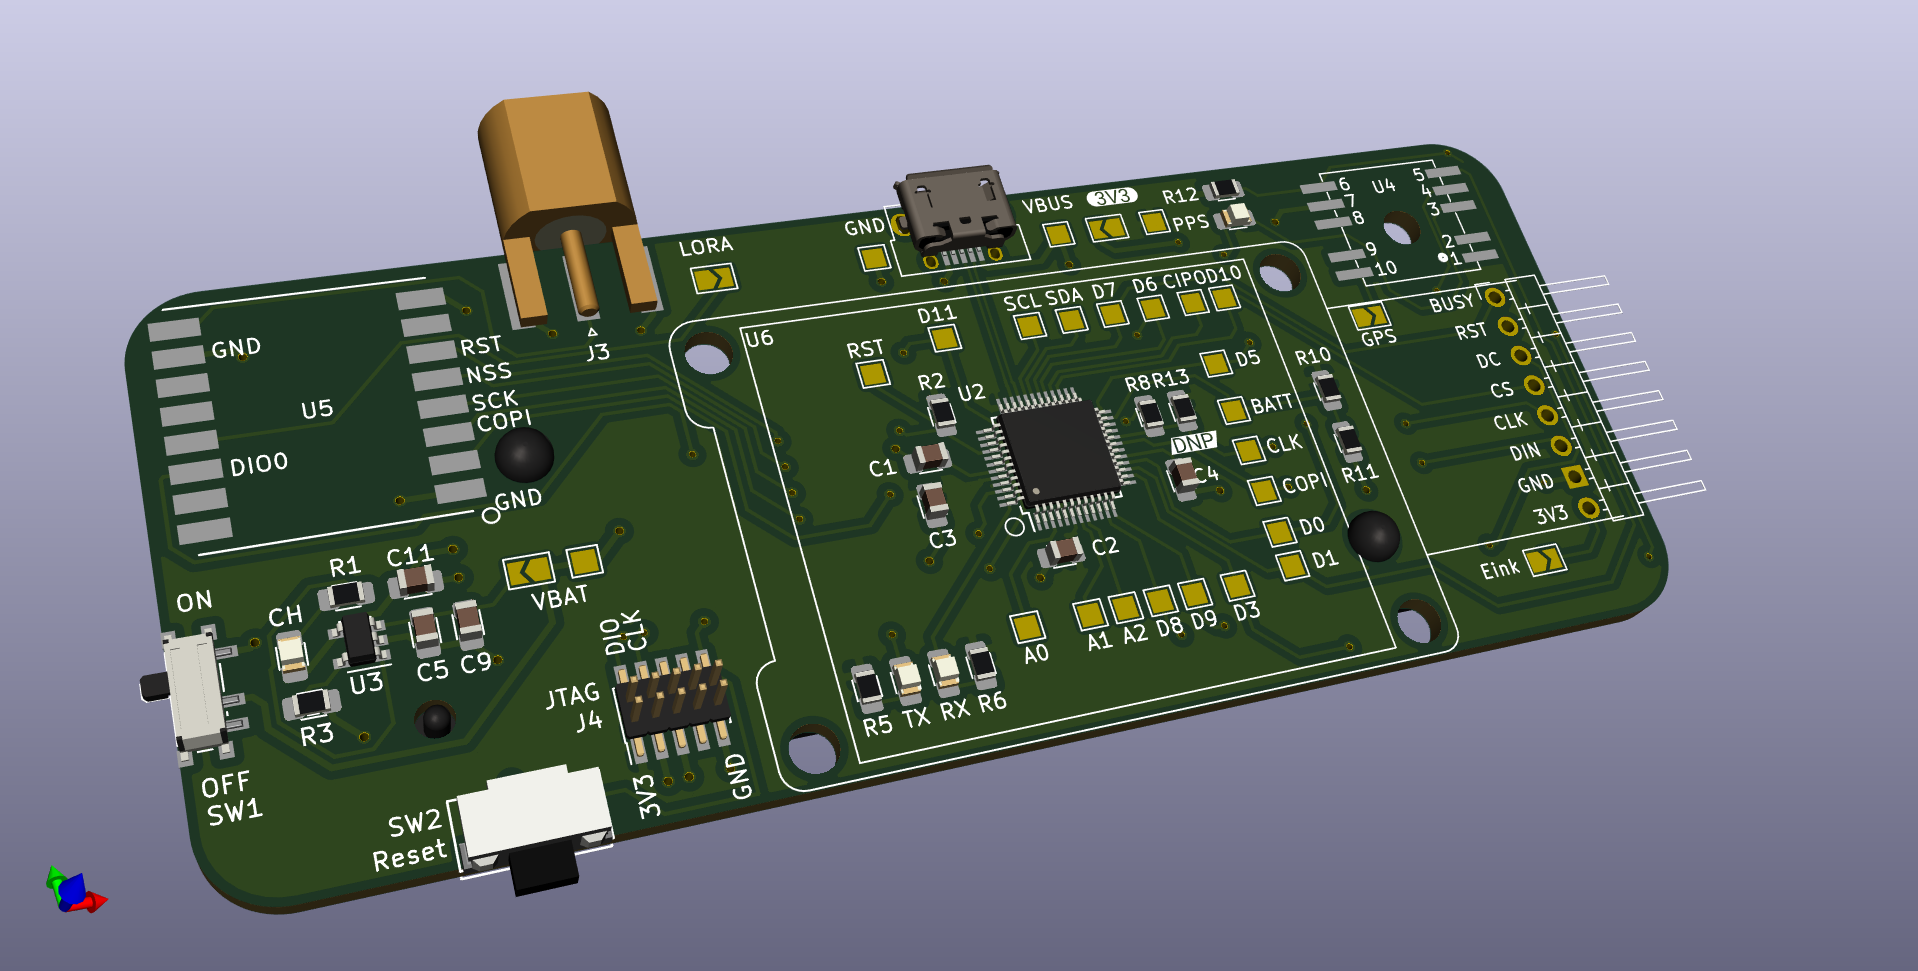 LORA
GND
VBUS
3V3
R12
PPS
6
7
8
9
10
U4
5
4
3
2
1
J3
GND
U5
DIO0
RST
NSS
SCK
COPI
GND
U6
D11
RST
R2
U2
SCL
SDA
D7
D6
CIPO
D10
D5
R8
R13
BATT
DNP
CLK
C4
COPI
D0
D1
C1
C3
C2
A0
A1
A2
D8
D9
D3
R10
R11
GPS
BUSY
RST
DC
CS
CLK
DIN
GND
3V3
Eink
ON
CH
R1
C11
VBAT
U3
C5
C9
R3
OFF
SW1
DIO
CLK
JTAG
J4
3V3
GND
R5
TX
RX
R6
SW2
Reset